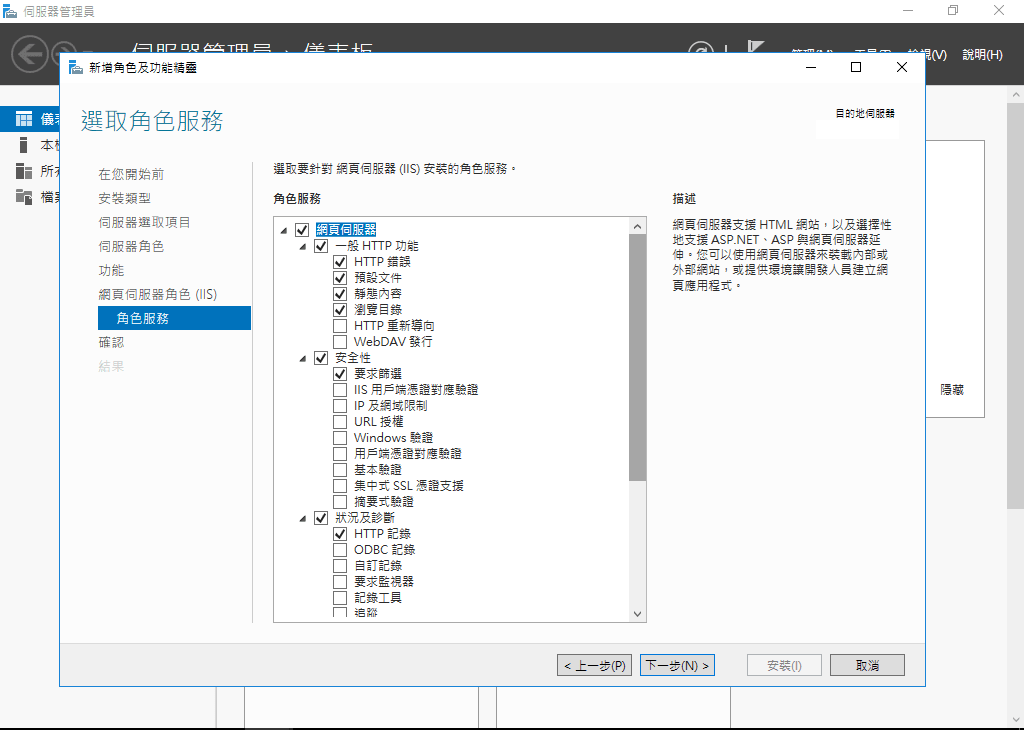 伺服器管理員
伺服器管理員 · 儀表板
管理(M)
工具(T)
檢視(V)
說明(H)
新增角色及功能精靈
選取角色服務
目的地伺服器
在您開始前
安裝類型
伺服器選取項目
伺服器角色
功能
網頁伺服器角色 (IIS)
角色服務
確認
結果
選取要針對 網頁伺服器 (IIS) 安裝的角色服務。
角色服務
網頁伺服器
一般 HTTP 功能
HTTP 錯誤
預設文件
靜態內容
瀏覽目錄
HTTP 重新導向
WebDAV 發行
安全性
要求篩選
IIS 用戶端憑證對應驗證
IP 及網域限制
URL 授權
Windows 驗證
用戶端憑證對應驗證
基本驗證
集中式 SSL 憑證支援
摘要式驗證
狀況及診斷
HTTP 記錄
ODBC 記錄
自訂記錄
要求監視器
記錄工具
追蹤
描述
網頁伺服器支援 HTML 網站，以及選擇性
地支援 ASP.NET、ASP 與網頁伺服器延
伸。您可以使用網頁伺服器來裝載內部或
外部網站，或提供環境讓開發人員建立網
頁應用程式。
隱藏
< 上一步(P)
下一步(N) >
安裝(I)
取消